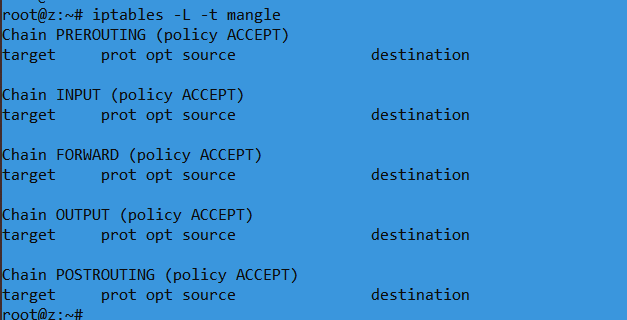 root@z:~# iptables -L -t mangle
Chain PREROUTING (policy ACCEPT)
target     prot opt source               destination

Chain INPUT (policy ACCEPT)
target     prot opt source               destination

Chain FORWARD (policy ACCEPT)
target     prot opt source               destination

Chain OUTPUT (policy ACCEPT)
target     prot opt source               destination

Chain POSTROUTING (policy ACCEPT)
target     prot opt source               destination
root@z:~#